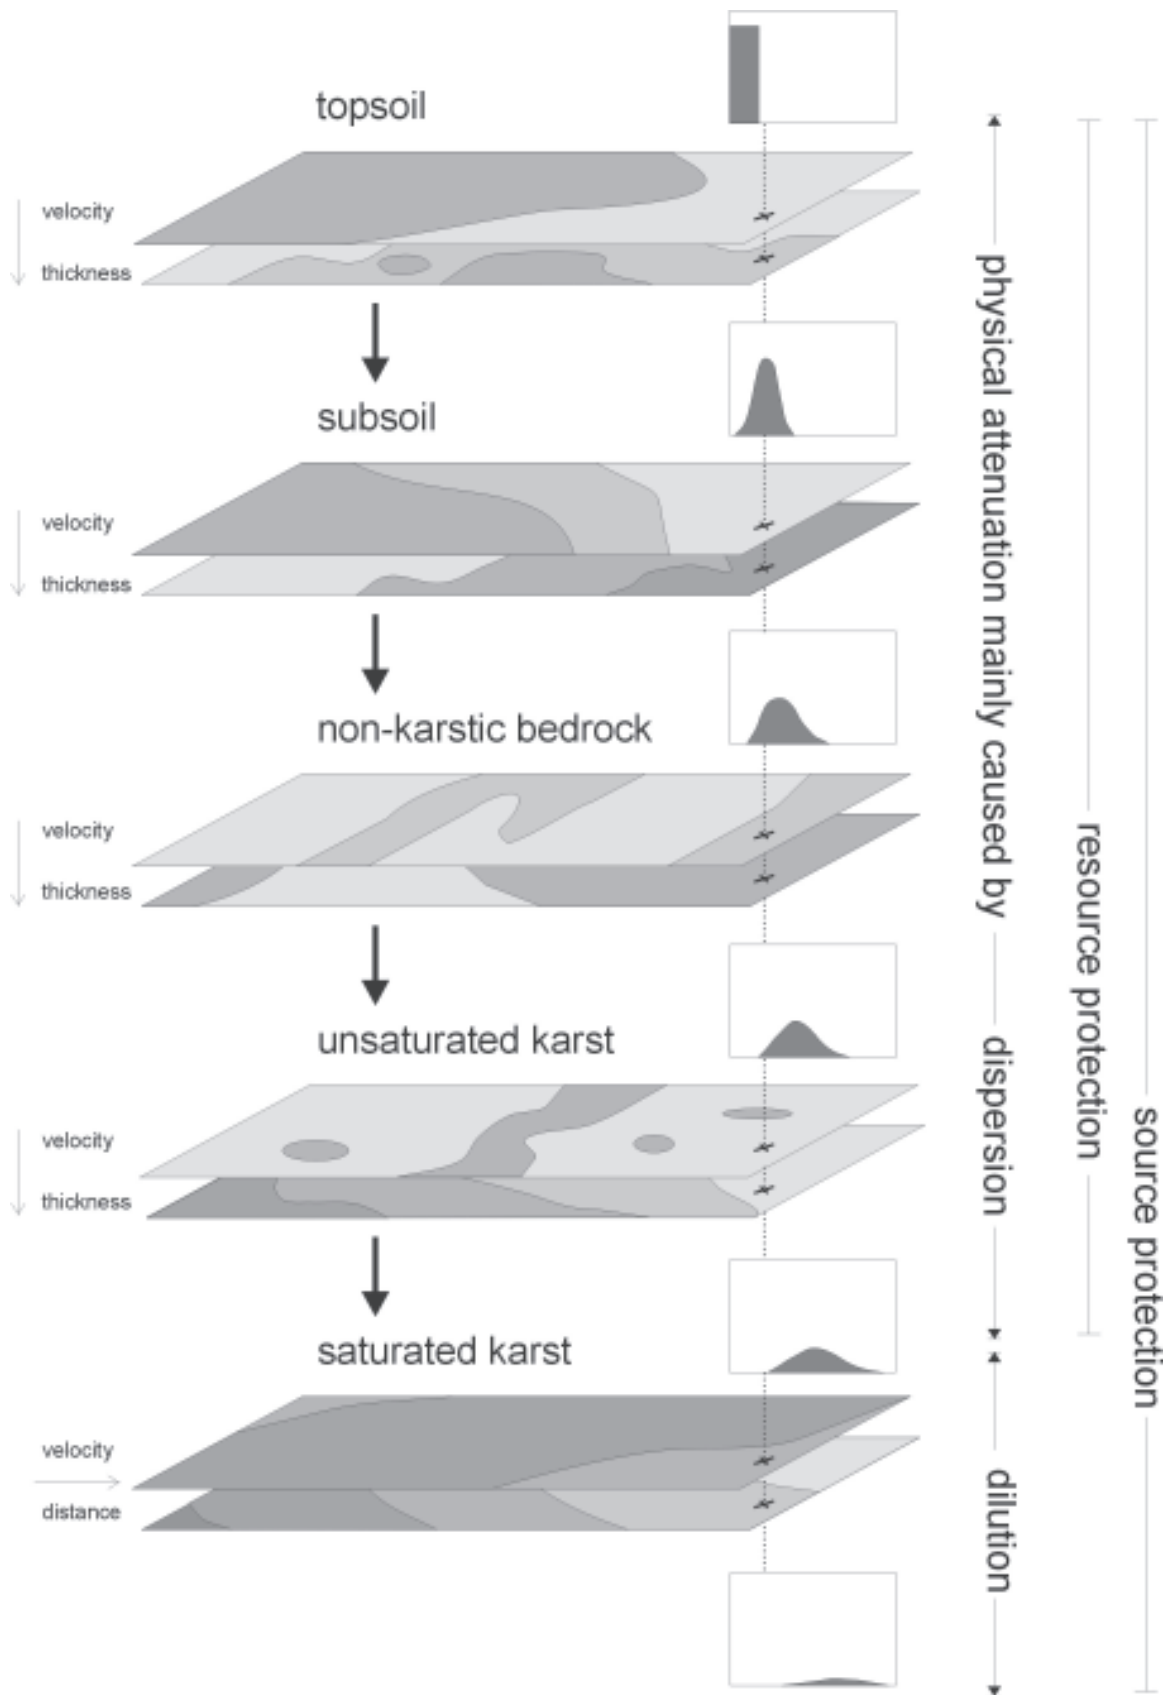 topsoil
velocity
thickness
subsoil
velocity
thickness
non-karstic bedrock
velocity
thickness
unsaturated karst
velocity
thickness
saturated karst
velocity
distance
physical attenuation mainly caused by
dispersion
dilution
resource protection
source protection